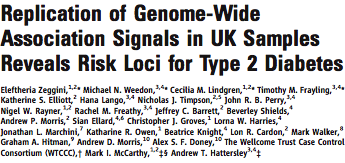 Replication of Genome-Wide
Association Signals in UK Samples
Reveals Risk Loci for Type 2 Diabetes
Eleftheria Zeggini,1,2* Michael N. Weedon,3,4* Cecilia M. Lindgren,1,2* Timothy M. Frayling,3,4*
Katherine S. Elliott,2 Hana Lango,3,4 Nicholas J. Timpson,2,5 John R. B. Perry,3,4
Nigel W. Rayner,1,2 Rachel M. Freathy,3,4 Jeffrey C. Barrett,2 Beverley Shields,4
Andrew P. Morris,2 Sian Ellard,4,6 Christopher J. Groves,1 Lorna W. Harries,4
Jonathan L. Marchini,7 Katharine R. Owen,1 Beatrice Knight,4 Lon R. Cardon,2 Mark Walker,8
Graham A. Hitman,9 Andrew D. Morris,10 Alex S. F. Doney,10 The Wellcome Trust Case Control
Consortium (WTCCC),† Mark I. McCarthy,1,2‡§ Andrew T. Hattersley3,4‡